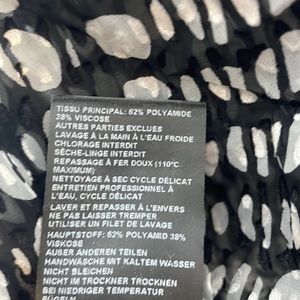 TISSU PRINCIPAL: 62% POLYAMIDE
38% VISCOSE
AUTRES PARTIES EXCLUES
LAVAGE À LA MAIN À L'EAU FROIDE
CHLORAGE INTERDIT
SÈCHE-LINGE INTERDIT
REPASSAGE À FER DOUX (110°C
MAXIMUM)
NETTOYAGE À SEC CYCLE DÉLICAT
ENTRETIEN PROFESSIONNEL À
L'EAU, CYCLE DÉLICAT
LAVER ET REPASSER À L'ENVERS
NE PAS LAISSER TREMPER
UTILISER UN FILET DE LAVAGE
HAUPTSTOFF: 62% POLYAMID 38%
VISKOSE
AUßER ANDEREN TEILEN
HANDWÄSCHE MIT KALTEM WASSER
NICHT BLEICHEN
NICHT IM TROCKNER TROCKNEN
BEI NIEDRIGER TEMPERATUR
BÜGELN